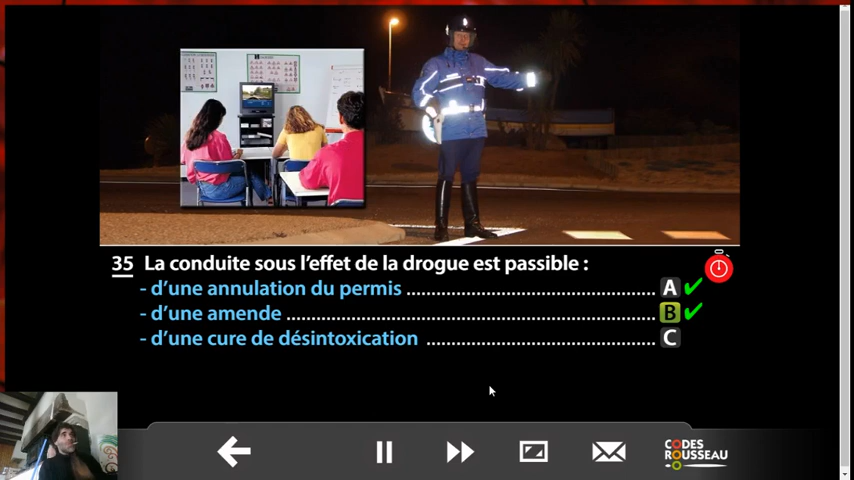 35 La conduite sous l'effet de la drogue est passible :
- d'une annulation du permis ........ A
- d'une amende ........ B
- d'une cure de désintoxication ........ C
CODES
ROUSSEAU